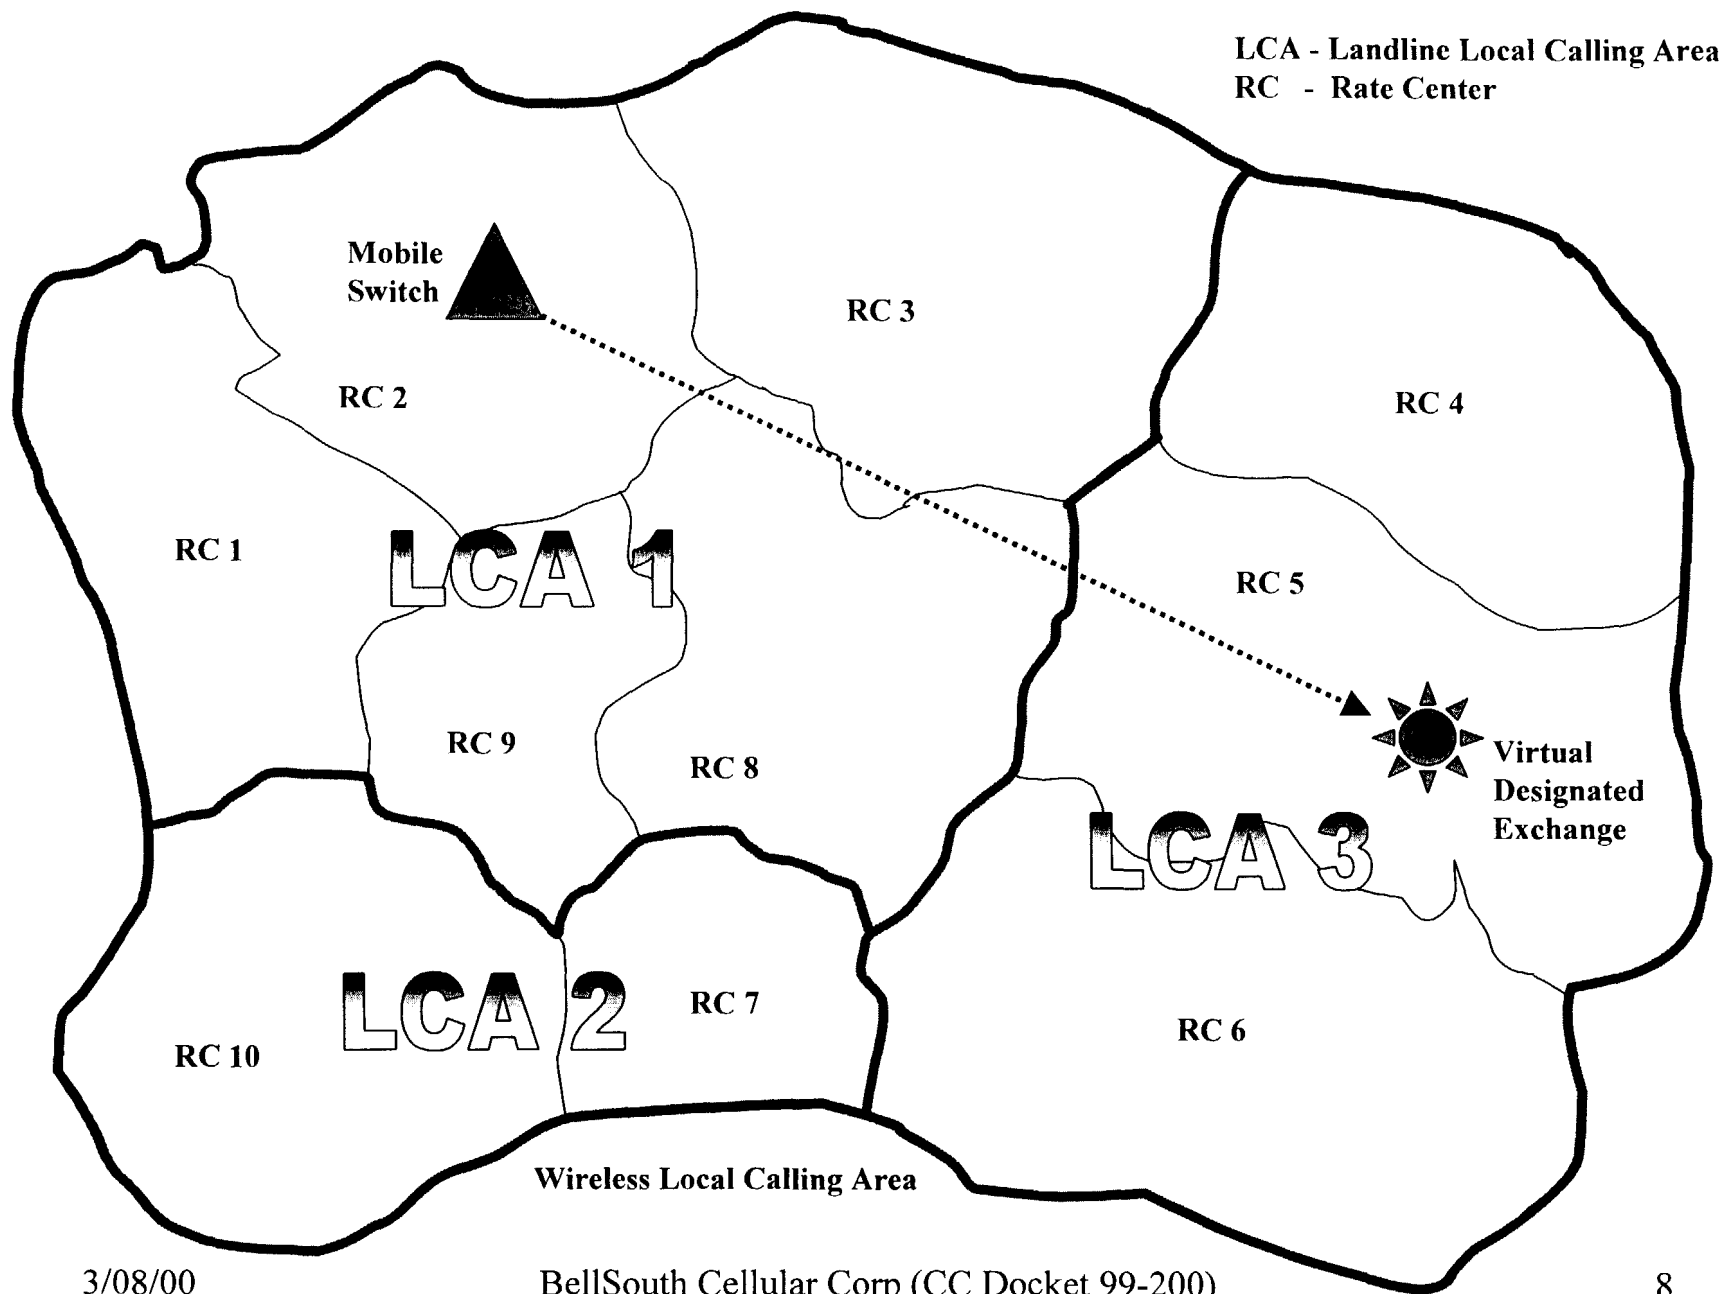 LCA - Landline Local Calling Area
RC - Rate Center
Mobile
Switch
RC 3
RC 2
RC 4
RC 1
LCA 1
RC 5
RC 9
RC 8
Virtual
Designated
Exchange
LCA 3
LCA 2
RC 7
RC 10
RC 6
Wireless Local Calling Area
3/08/00
BellSouth Cellular Corp (CC Docket 99-200)
8